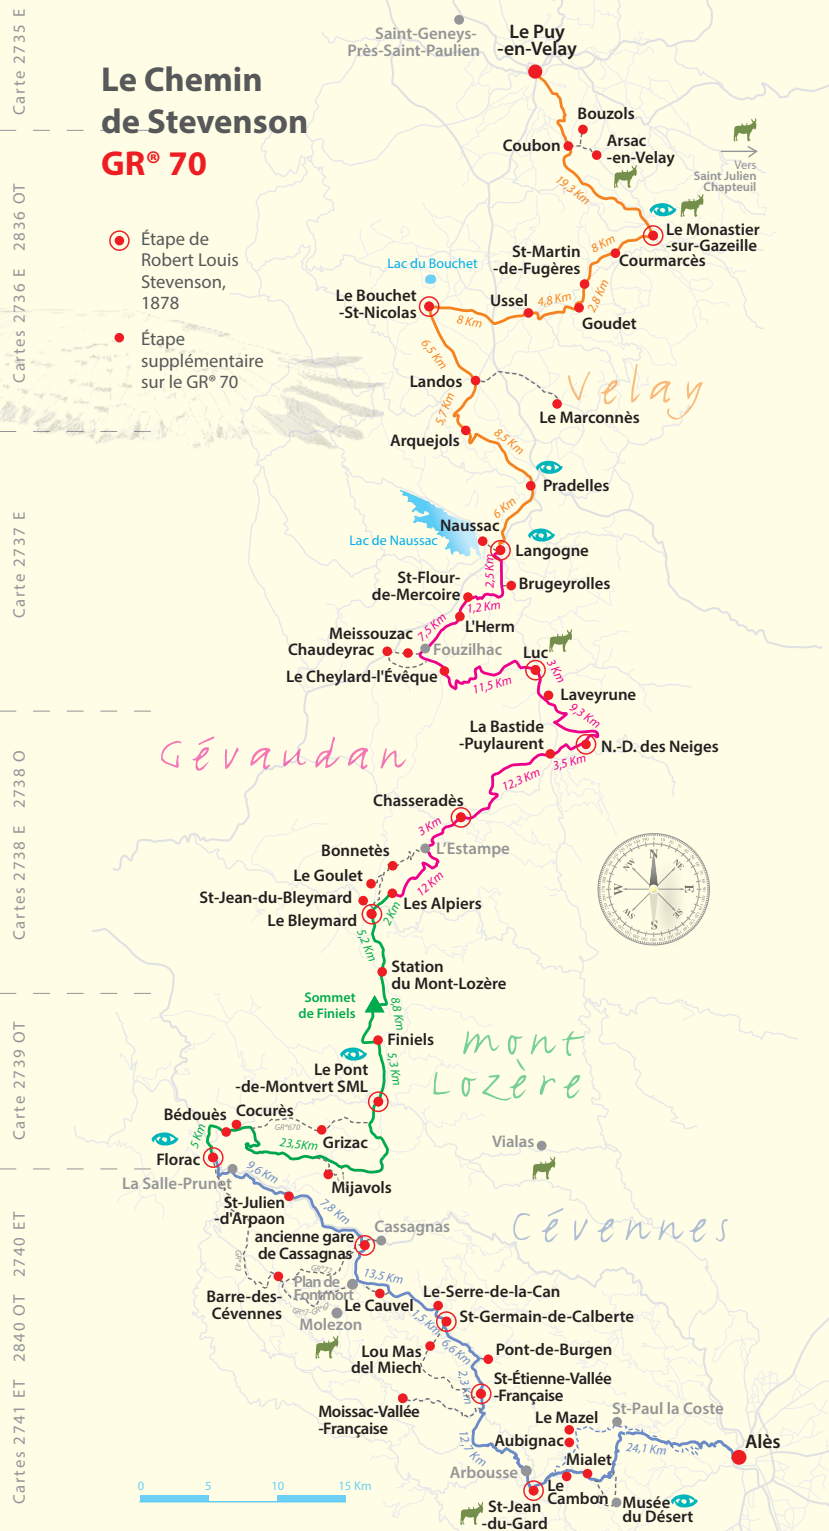 Carte 2735 E
Cartes 2736 E 2836 OT
Carte 2737 E
Cartes 2738 E 2738 O
Carte 2739 OT
Cartes 2741 ET 2840 OT 2740 ET
Le Chemin
de Stevenson
GR® 70
Étape de
Robert Louis
Stevenson,
1878
Étape
supplémentaire
sur le GR® 70
Saint-Geneys-
Près-Saint-Paulien
Le Puy
-en-Velay
Bouzols
Coubon
Arsac
-en-Velay
Vers
Saint Julien
Chapteuil
19,3 Km
Le Monastier
-sur-Gazeille
8 Km
Courmarcès
St-Martin
-de-Fugères
Lac du Bouchet
Le Bouchet
-St-Nicolas
Ussel
4,8 Km
2,8 Km
Goudet
8 Km
6,5 Km
Landos
Velay
Le Marconnès
5,7 Km
Arquejols
8,5 Km
Pradelles
6 Km
Naussac
Lac de Naussac
Langogne
2,5 Km
St-Flour-
de-Mercoire
Brugeyrolles
1,2 Km
L'Herm
7,5 Km
Meissouzac
Chaudeyrac
Fouzilhac
Luc
Le Cheylard-l'Évêque
11,5 Km
3 Km
Laveyrune
9,3 Km
La Bastide
-Puylaurent
N.-D. des Neiges
3,5 Km
Gévaudan
12,3 Km
Chasseradès
3 Km
L'Estampe
Bonnetès
Le Goulet
12 Km
St-Jean-du-Bleymard
Les Alpiers
Le Bleymard
2 Km
5,2 Km
N
NE
E
SE
S
SW
W
NW
Station
du Mont-Lozère
Sommet
de Finiels
8,8 Km
Finiels
mont
Lozère
5,3 Km
Le Pont
-de-Montvert SML
Bédouès
Cocurès
GR®670
Grizac
5 Km
23,5Km
Florac
Mijavols
Vialas
La Salle-Prunet
9,6 Km
St-Julien
-d'Arpaon
7,8 Km
ancienne gare
de Cassagnas
Cassagnas
Cévennes
GR®43
GR®72
13,5 Km
Plan de
Fontmort
Barre-des-
Cévennes
GR®7-GR®67
Le Cauvel
Molezon
Le-Serre-de-la-Can
St-Germain-de-Calberte
1,5 Km
6,6 Km
Lou Mas
del Miech
Pont-de-Burgen
2,3 Km
St-Étienne-Vallée
-Française
Moissac-Vallée
-Française
12,7 Km
Le Mazel
St-Paul la Coste
Aubignac
24,1 Km
Alès
Mialet
Arbousse
Le
Cambon
Musée
du Désert
St-Jean
-du-Gard
0 5 10 15 Km